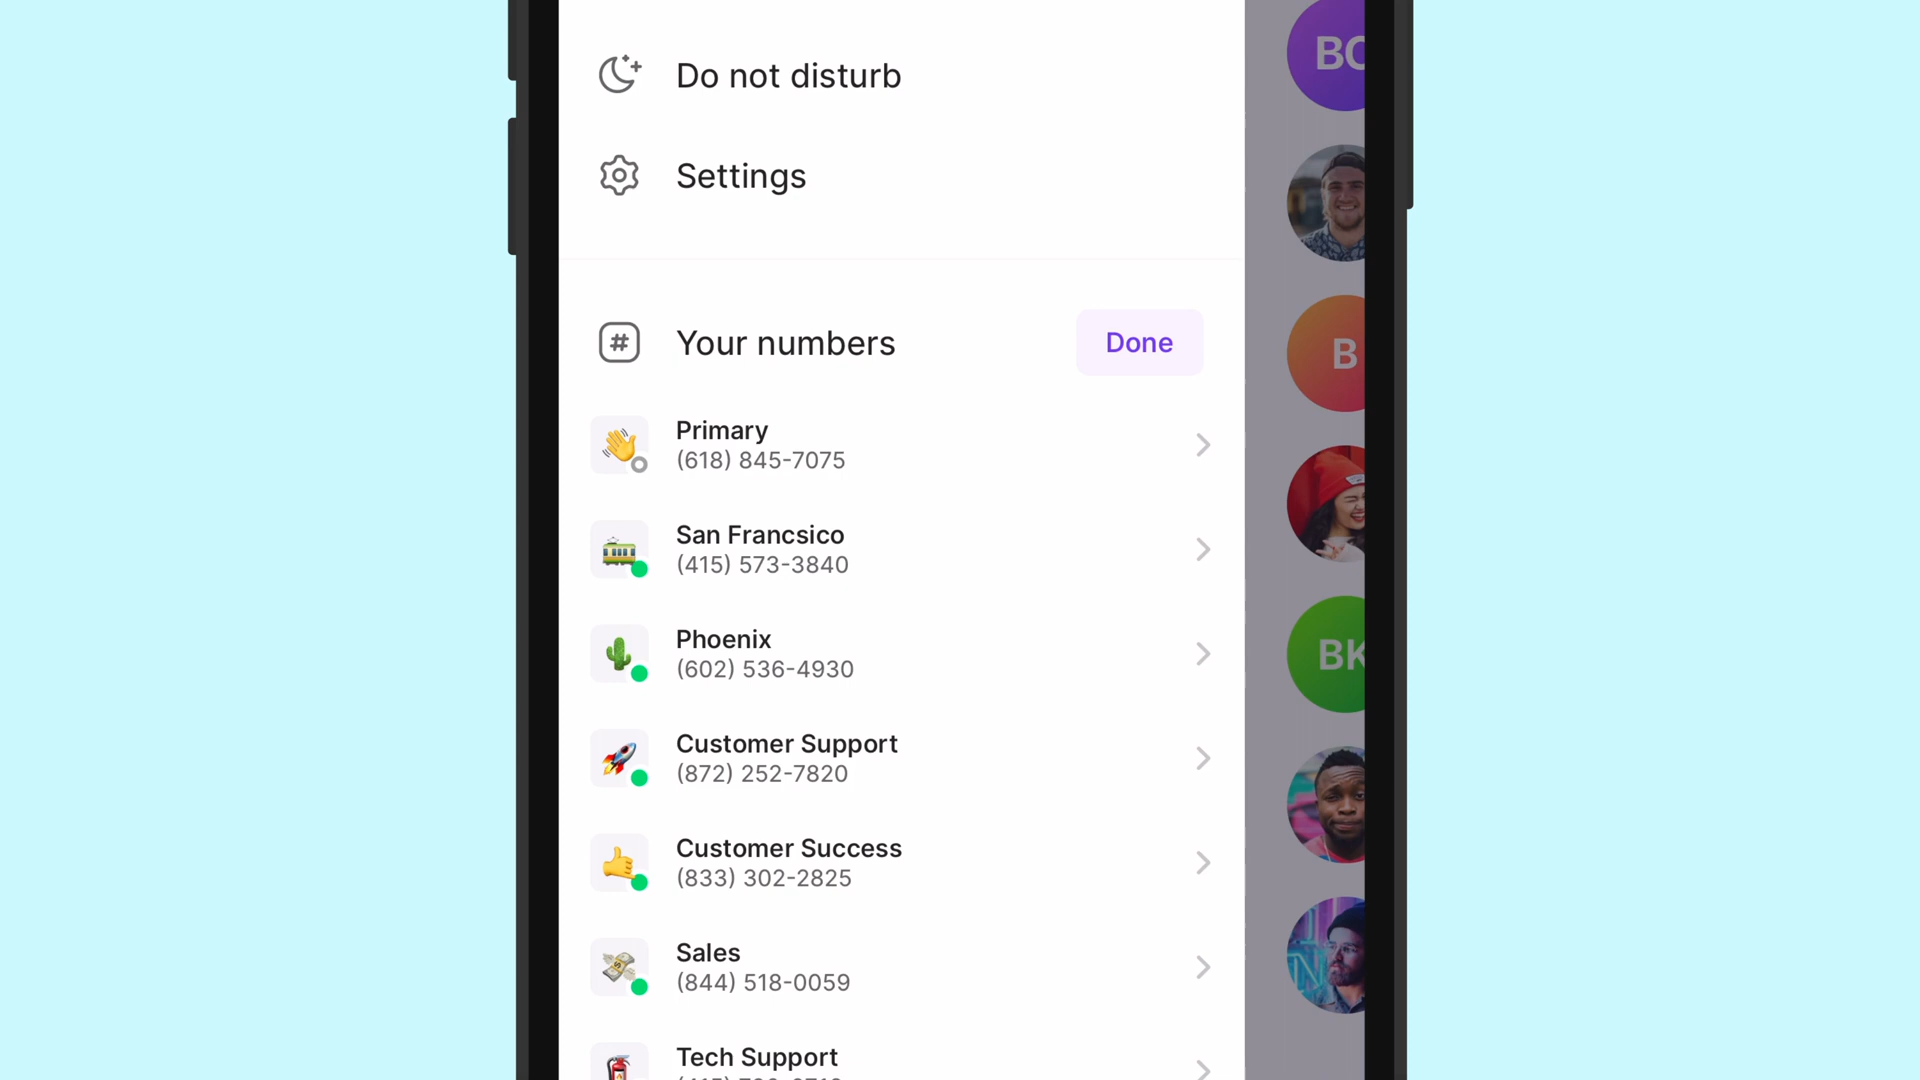 Do not disturb
Settings
Your numbers
Done
Primary
(618) 845-7075
San Francsico
(415) 573-3840
Phoenix
(602) 536-4930
Customer Support
(872) 252-7820
Customer Success
(833) 302-2825
Sales
(844) 518-0059
Tech Support
BC
B
BK